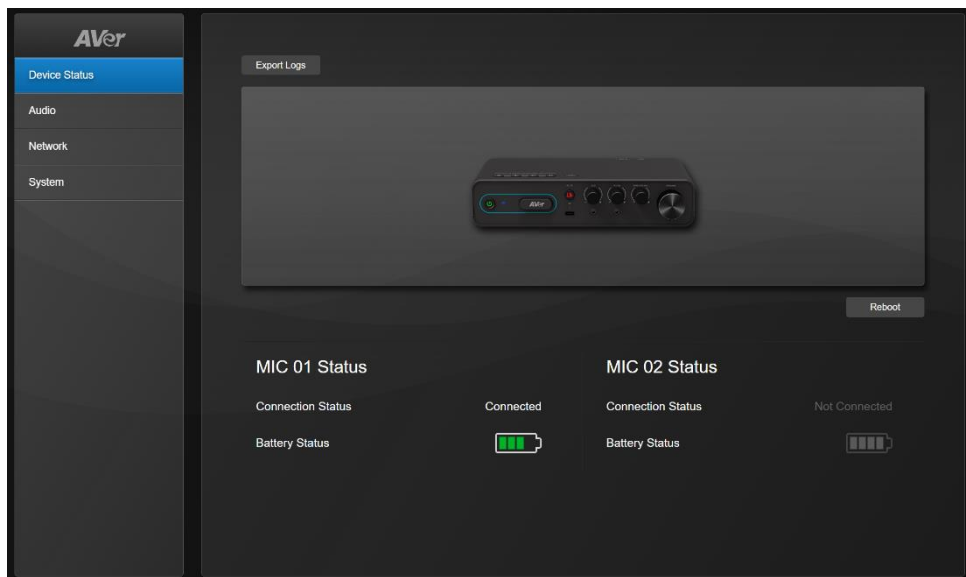 AVer
Device Status
Audio
Network
System
Export Logs
AVer
Reboot
MIC 01 Status
Connection Status Connected
Battery Status
MIC 02 Status
Connection Status Not Connected
Battery Status